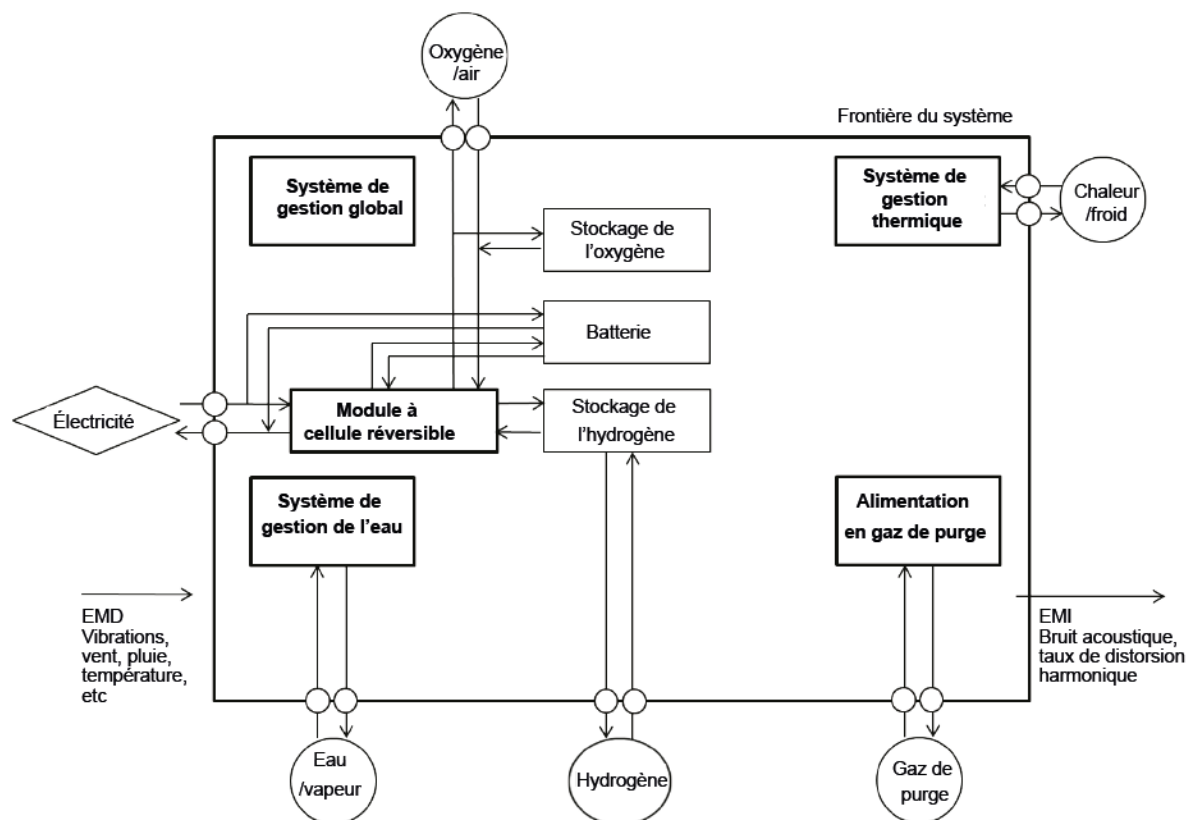 Oxygène
/air
Frontière du système
Système de
gestion global
Système de
gestion
thermique
Chaleur
/froid
Stockage de
l'oxygène
Batterie
Électricité
Module à
cellule réversible
Stockage de
l'hydrogène
Système de
gestion de l'eau
Alimentation
en gaz de purge
EMD
Vibrations,
vent, pluie,
température,
etc
EMI
Bruit acoustique,
taux de distorsion
harmonique
Eau
/vapeur
Hydrogène
Gaz de
purge